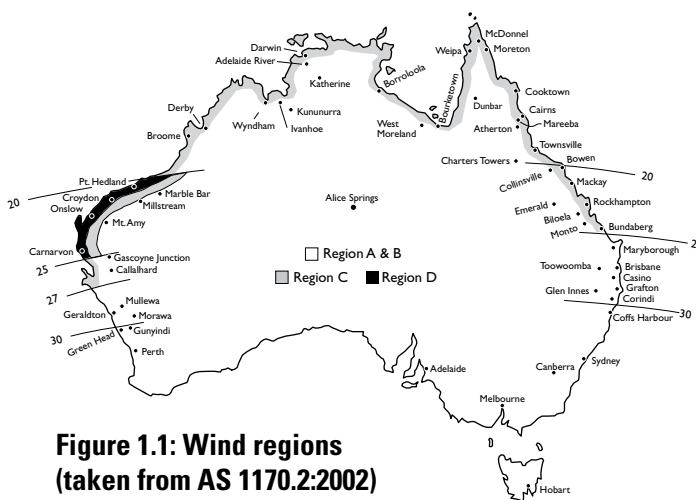 McDonnel
Darwin
Weipa
Moreton
Adelaide River
Katherine
Borroloola
Bourketown
Cooktown
Derby
Kununurra
Dunbar
Cairns
Broome
Wyndham
Ivanhoe
West
Moreland
Atherton
Mareeba
Townsville
Charters Towers
Bowen
Pt. Hedland
Collinsville
20
20
Croydon
Marble Bar
Mackay
Onslow
Millstream
Alice Springs
Emerald
Rockhampton
Mt. Amy
Biloela
Monto
Bundaberg
Carnarvon
2
25
Gascoyne Junction
Region A & B
Maryborough
Callalhard
Toowoomba
Brisbane
Region C
Region D
Casino
27
Mullewa
Glen Innes
Grafton
Geraldton
Morawa
Corindi
30
Gunyindi
30
Green Head
Coffs Harbour
Perth
Adelaide
Canberra
Sydney
Melbourne
Figure 1.1: Wind regions
(taken from AS 1170.2:2002)
Hobart